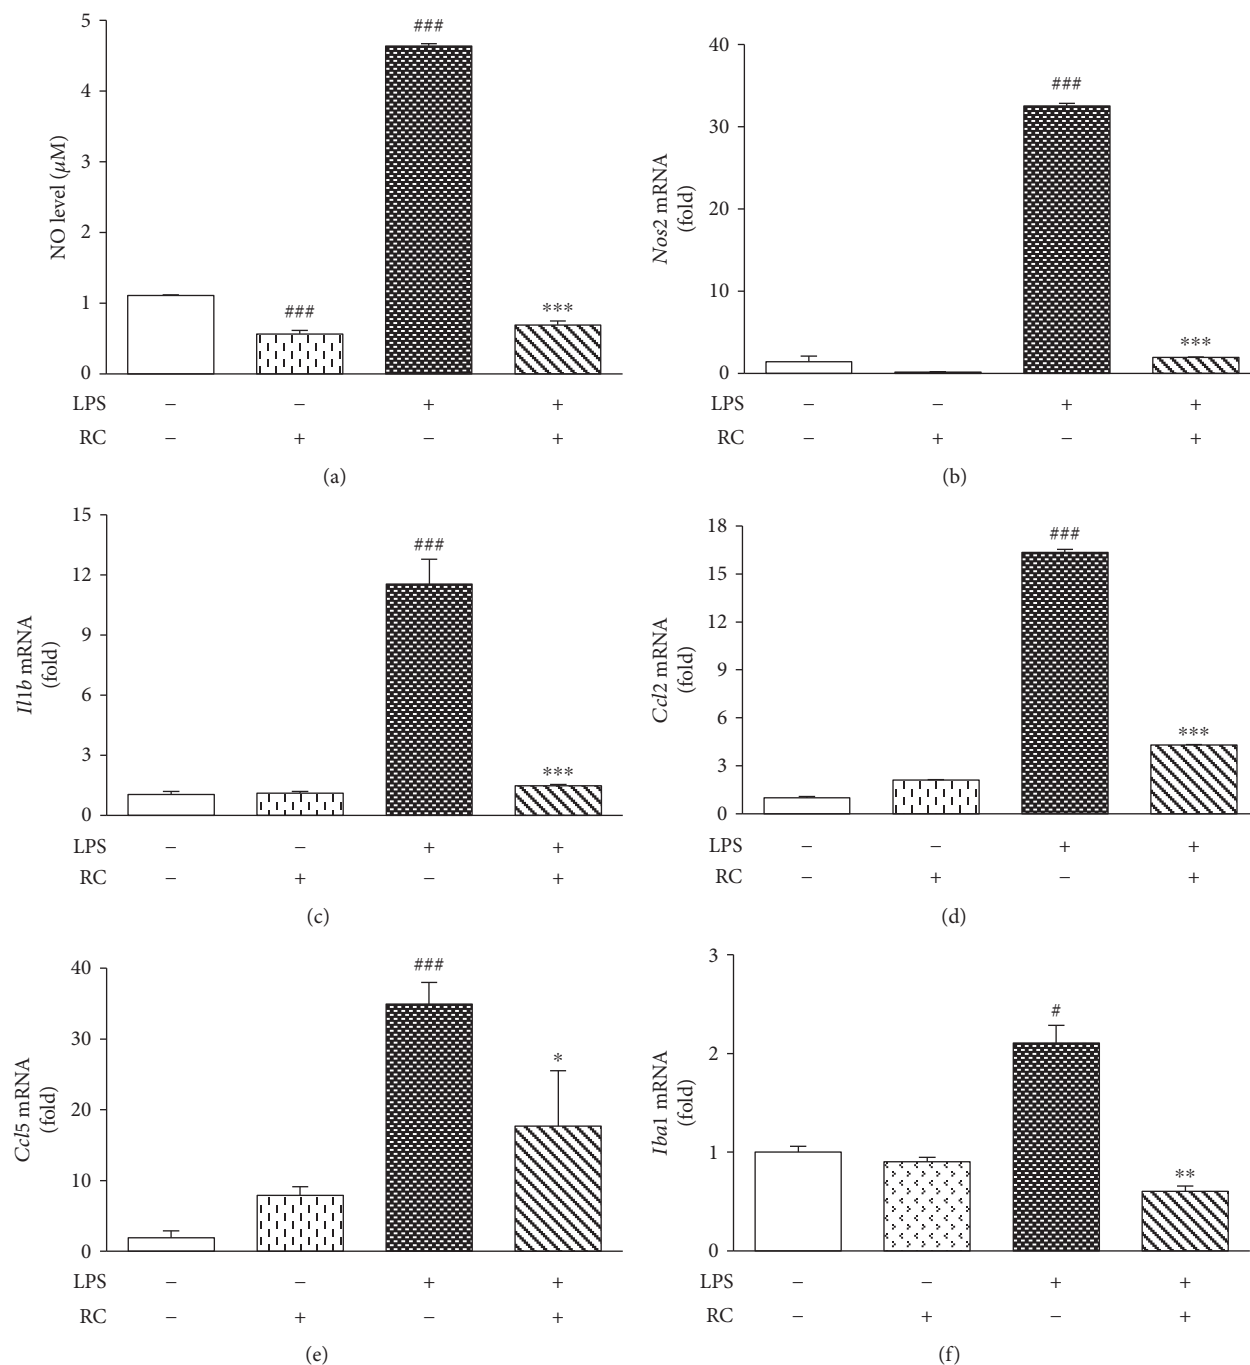 5
4
3
2
1
0
NO level (μM)
###
###
***
LPS − − + +
RC − + − +
(a)
40
30
20
10
0
Nos2 mRNA
(fold)
###
***
LPS − − + +
RC − + − +
(b)
15
12
9
6
3
0
Il1b mRNA
(fold)
###
***
LPS − − + +
RC − + − +
(c)
18
15
12
9
6
3
0
Ccl2 mRNA
(fold)
###
***
LPS − − + +
RC − + − +
(d)
40
30
20
10
0
Ccl5 mRNA
(fold)
###
*
LPS − − + +
RC − + − +
(e)
3
2
1
0
Iba1 mRNA
(fold)
#
**
LPS − − + +
RC − + − +
(f)